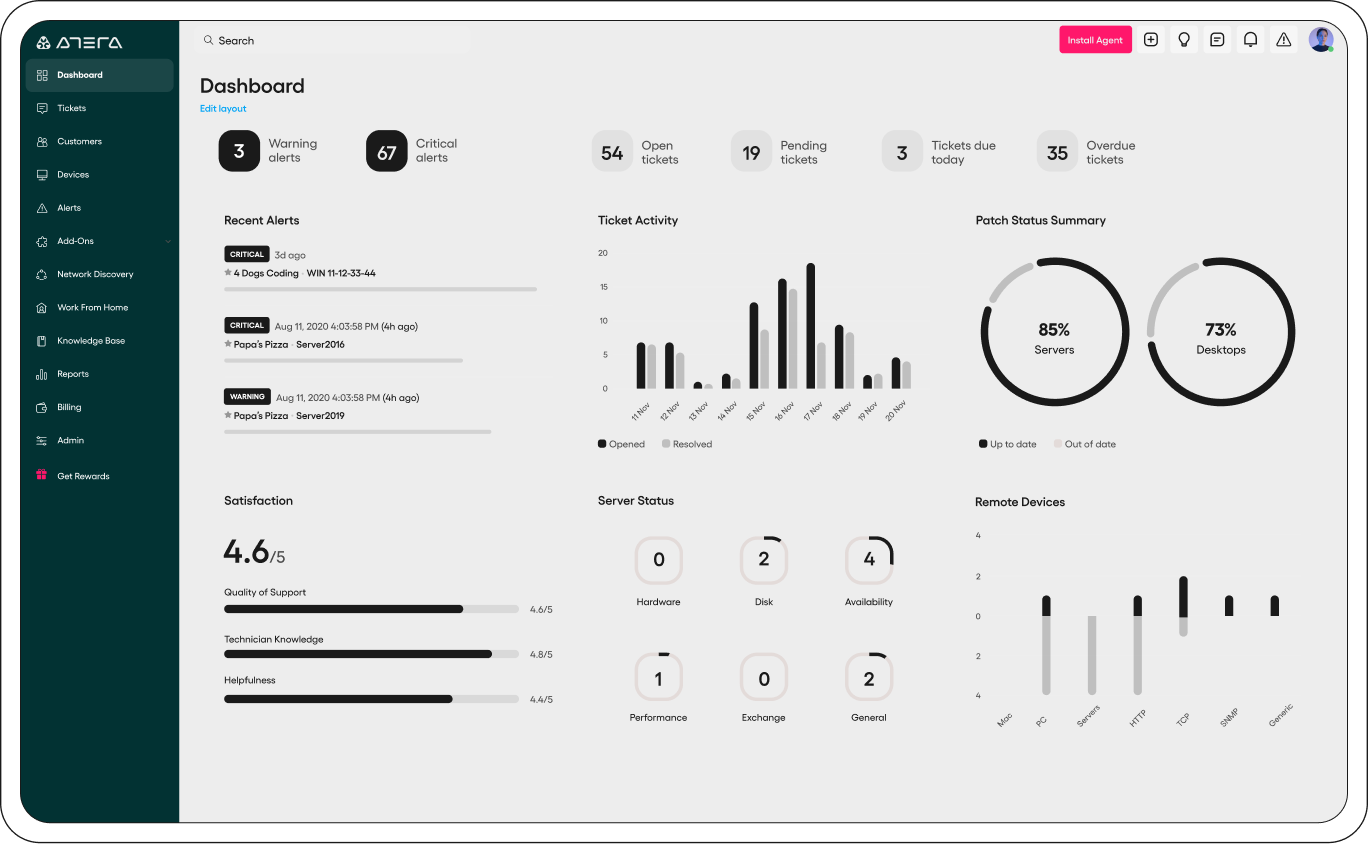 ATERA
Search
Install Agent
Dashboard
Tickets
Customers
Devices
Alerts
Add-Ons
Network Discovery
Work From Home
Knowledge Base
Reports
Billing
Admin
Get Rewards
Dashboard
Edit layout
3 Warning alerts
67 Critical alerts
54 Open tickets
19 Pending tickets
3 Tickets due today
35 Overdue tickets
Recent Alerts
CRITICAL 3d ago
4 Dogs Coding · WIN 11-12-33-44
CRITICAL Aug 11, 2020 4:03:58 PM (4h ago)
Papa's Pizza · Server2016
WARNING Aug 11, 2020 4:03:58 PM (4h ago)
Papa's Pizza · Server2019
Ticket Activity
20
15
10
5
0
11 Nov 12 Nov 13 Nov 14 Nov 15 Nov 16 Nov 17 Nov 18 Nov 19 Nov 20 Nov
Opened Resolved
Patch Status Summary
85%
Servers
73%
Desktops
Up to date Out of date
Satisfaction
4.6/5
Quality of Support
4.6/5
Technician Knowledge
4.8/5
Helpfulness
4.4/5
Server Status
0 2 4
Hardware Disk Availability
1 0 2
Performance Exchange General
Remote Devices
4
2
0
2
4
Mac PC Servers HTTP TCP SNMP Generic